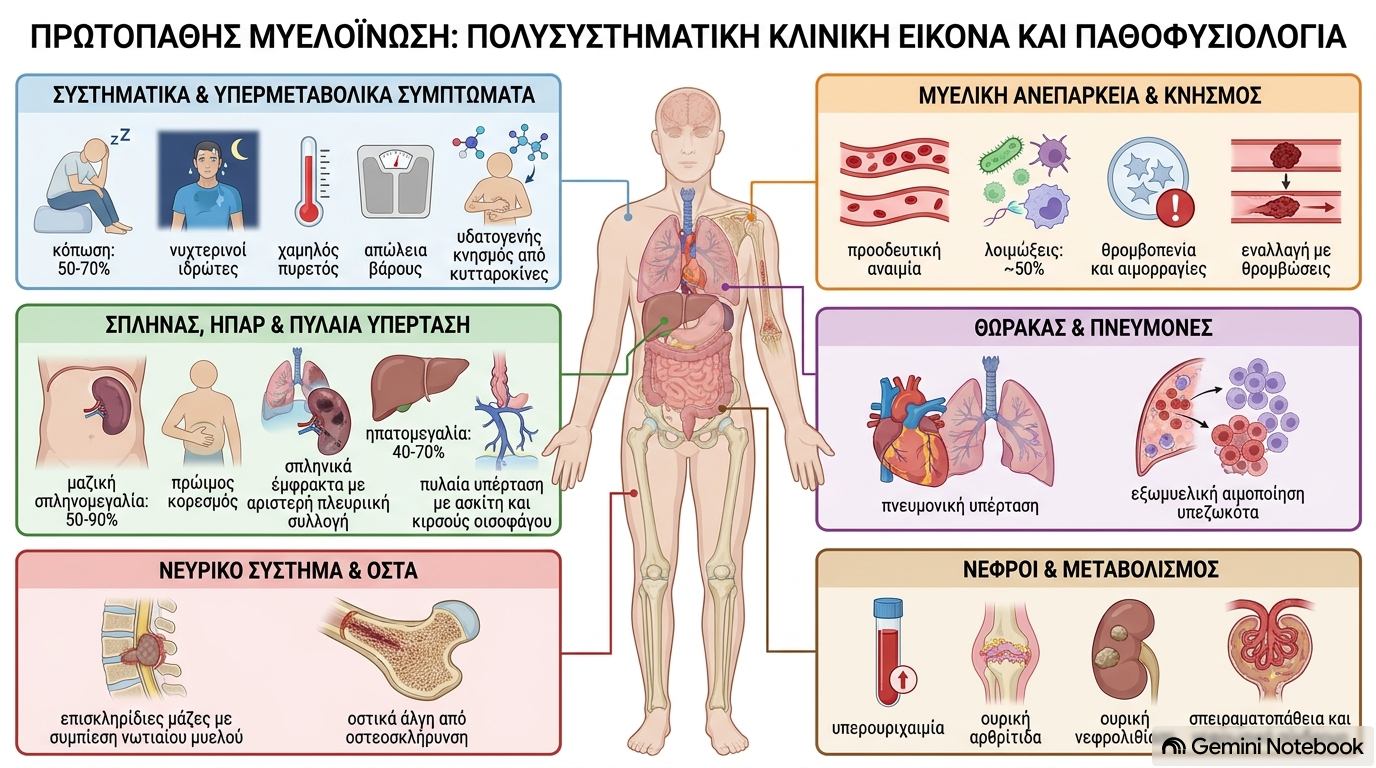 ΠΡΩΤΟΠΑΘΗΣ ΜΥΕΛΟΪΝΩΣΗ: ΠΟΛΥΣΥΣΤΗΜΑΤΙΚΗ ΚΛΙΝΙΚΗ ΕΙΚΟΝΑ ΚΑΙ ΠΑΘΟΦΥΣΙΟΛΟΓΙΑ
ΣΥΣΤΗΜΑΤΙΚΑ & ΥΠΕΡΜΕΤΑΒΟΛΙΚΑ ΣΥΜΠΤΩΜΑΤΑ
zZ
κόπωση:
50-70%
νυχτερινοί
ιδρώτες
χαμηλός
πυρετός
απώλεια
βάρους
υδατογενής
κνησμός από
κυτταροκίνες
ΜΥΕΛΙΚΗ ΑΝΕΠΑΡΚΕΙΑ & ΚΝΗΣΜΟΣ
προοδευτική
αναιμία
λοιμώξεις:
~50%
θρομβοπενία
και αιμορραγίες
εναλλαγή με
θρομβώσεις
ΣΠΛΗΝΑΣ, ΗΠΑΡ & ΠΥΛΑΙΑ ΥΠΕΡΤΑΣΗ
μαζική
σπληνομεγαλία:
50-90%
πρώιμος
κορεσμός
σπληνικά
έμφρακτα με
αριστερή πλευριική
συλλογή
ηπατομεγαλία:
40-70%
πυλαία υπέρταση
με ασκίτη και
κιρσούς οισοφάγου
ΘΩΡΑΚΑΣ & ΠΝΕΥΜΟΝΕΣ
πνευμονική υπέρταση
εξωμυελική αιμοποίηση
υπεζωκότα
ΝΕΥΡΙΚΟ ΣΥΣΤΗΜΑ & ΟΣΤΑ
επισκληρίδιες μάζες με
συμπίεση νωτιαίου μυελού
οστικά άλγη από
οστεοσκλήρυνση
ΝΕΦΡΟΙ & ΜΕΤΑΒΟΛΙΣΜΟΣ
υπερουριχαιμία
ουρική
αρθρίτιδα
ουρική
νεφρολιθία
σπειραματοπάθεια και
Gemini Notebook